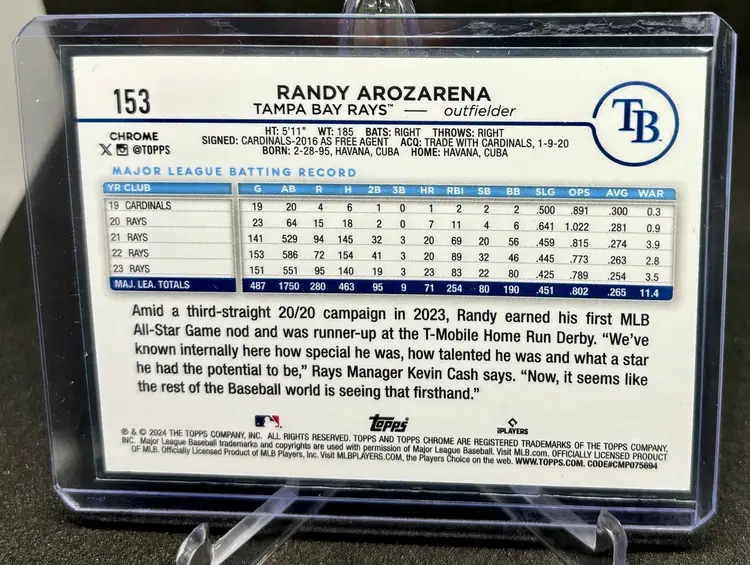 153
RANDY AROZARENA
TAMPA BAY RAYS™ — outfielder
TB
CHROME
@TOPPS
HT: 5'11" WT: 185 BATS: RIGHT THROWS: RIGHT
SIGNED: CARDINALS-2016 AS FREE AGENT ACQ: TRADE WITH CARDINALS, 1-9-20
BORN: 2-28-95, HAVANA, CUBA HOME: HAVANA, CUBA
MAJOR LEAGUE BATTING RECORD
YR CLUB G AB R H 2B 3B HR RBI SB BB SLG OPS AVG WAR
19 CARDINALS 19 20 4 6 1 0 1 2 2 2 .500 .891 .300 0.3
20 RAYS 23 64 15 18 2 0 7 11 4 6 .641 1.022 .281 0.9
21 RAYS 141 529 94 145 32 3 20 69 20 56 .459 .815 .274 3.9
22 RAYS 153 586 72 154 41 3 20 89 32 46 .445 .773 .263 2.8
23 RAYS 151 551 95 140 19 3 23 83 22 80 .425 .789 .254 3.5
MAJ. LEA. TOTALS 487 1750 280 463 95 9 71 254 80 190 .451 .802 .265 11.4
Amid a third-straight 20/20 campaign in 2023, Randy earned his first MLB
All-Star Game nod and was runner-up at the T-Mobile Home Run Derby. “We’ve
known internally here how special he was, how talented he was and what a star
he had the potential to be,” Rays Manager Kevin Cash says. “Now, it seems like
the rest of the Baseball world is seeing that firsthand.”
Topps
PLAYERS
® & © 2024 THE TOPPS COMPANY, INC. ALL RIGHTS RESERVED. TOPPS AND TOPPS CHROME ARE REGISTERED TRADEMARKS OF THE TOPPS COMPANY,
INC. Major League Baseball trademarks and copyrights are used with permission of Major League Baseball. Visit MLB.com. OFFICIALLY LICENSED PRODUCT
OF MLB. Officially Licensed Product of MLB Players, Inc. Visit MLBPLAYERS.COM, the Players Choice on the web. WWW.TOPPS.COM. CODE#CMP075694